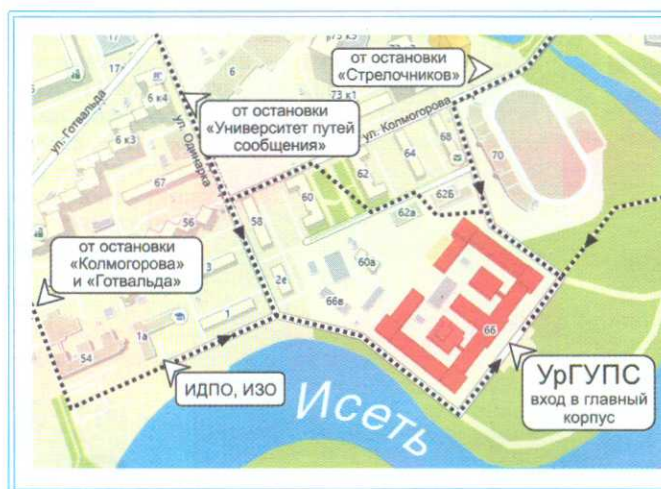 от остановки
«Стрелочников»
73 к1
17
6
6 к4
ул. Готвальда
от остановки
«Университет путей
сообщения»
ул. Колмогорова
ул. Одинарка
6 к3
68
64
70
67
62
60
62Б
56
58
62а
от остановки
«Колмогорова»
и «Готвальда»
3
2е
60а
66в
1
1а
54
66
ИДПО, ИЗО
Исеть
УрГУПС
вход в главный
корпус